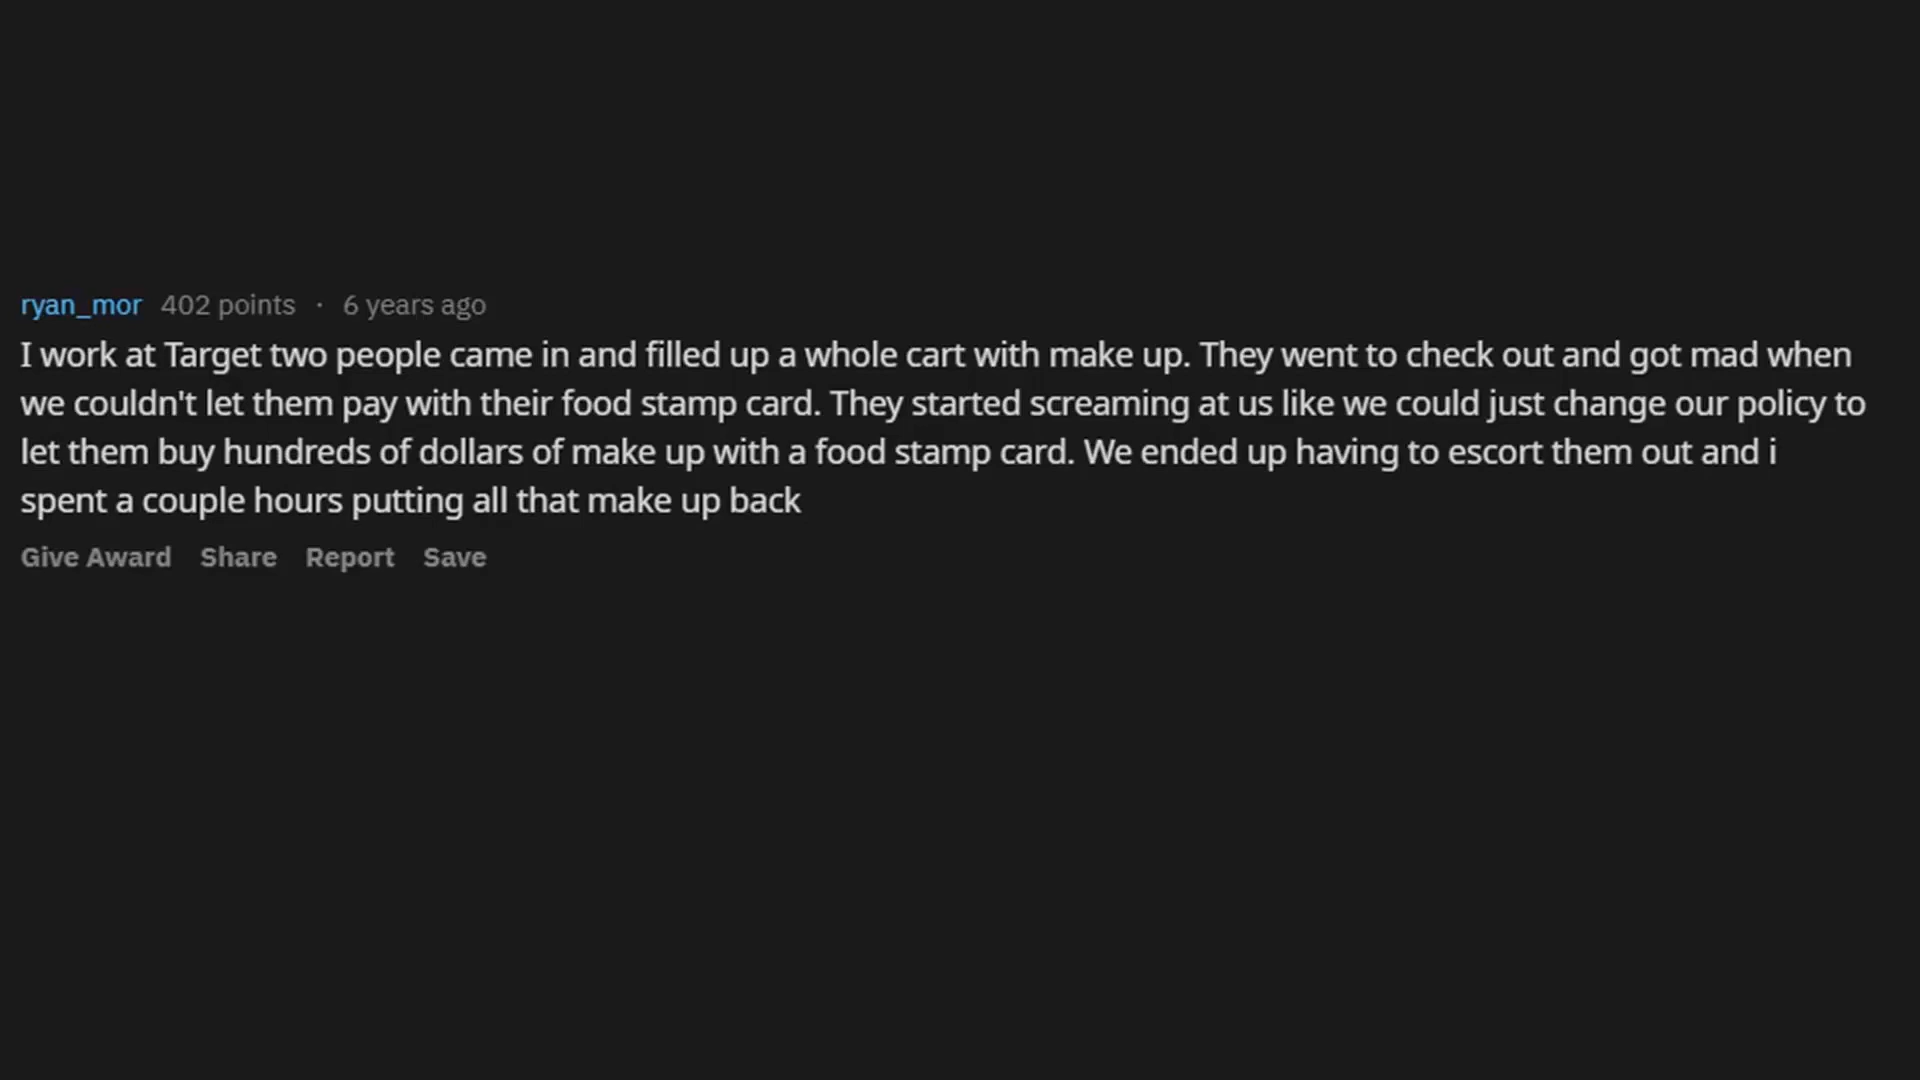 ryan_mor 402 points · 6 years ago
I work at Target two people came in and filled up a whole cart with make up. They went to check out and got mad when
we couldn't let them pay with their food stamp card. They started screaming at us like we could just change our policy to
let them buy hundreds of dollars of make up with a food stamp card. We ended up having to escort them out and i
spent a couple hours putting all that make up back
Give Award Share Report Save